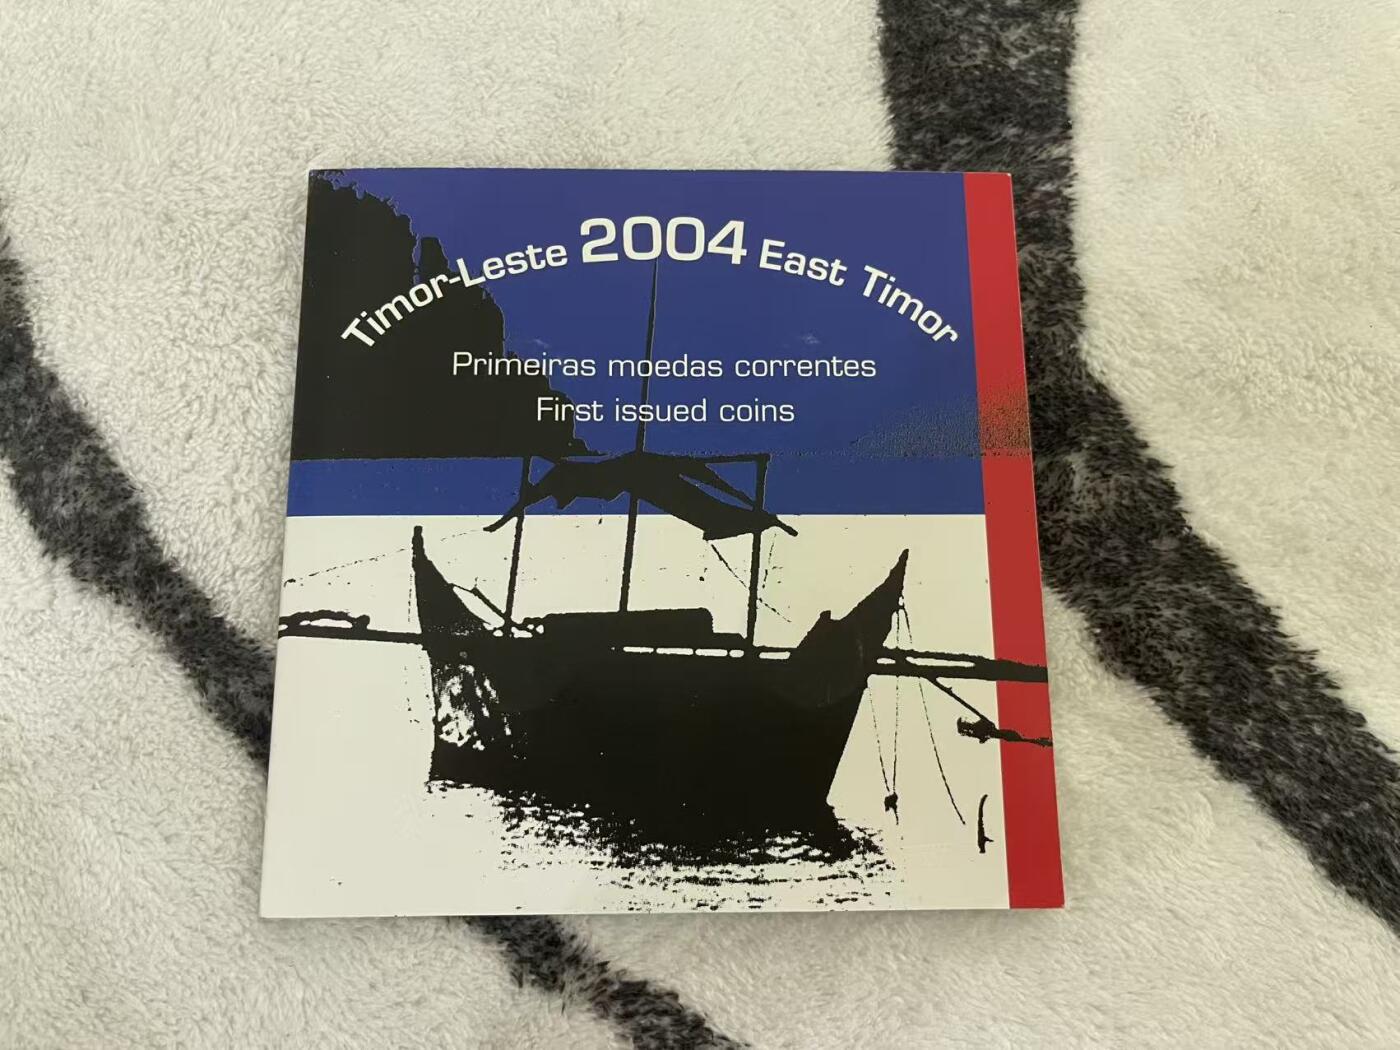 Timor-Leste 2004 East Timor
Primeiras moedas correntes
First issued coins